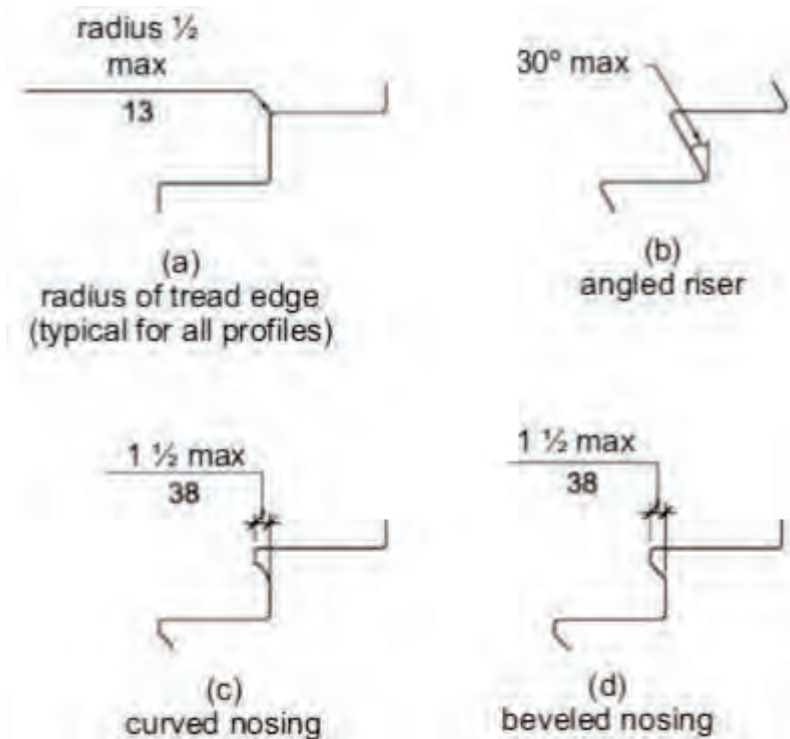 radius ½
max
13
(a)
radius of tread edge
(typical for all profiles)
30º max
(b)
angled riser
1 ½ max
38
(c)
curved nosing
1 ½ max
38
(d)
beveled nosing